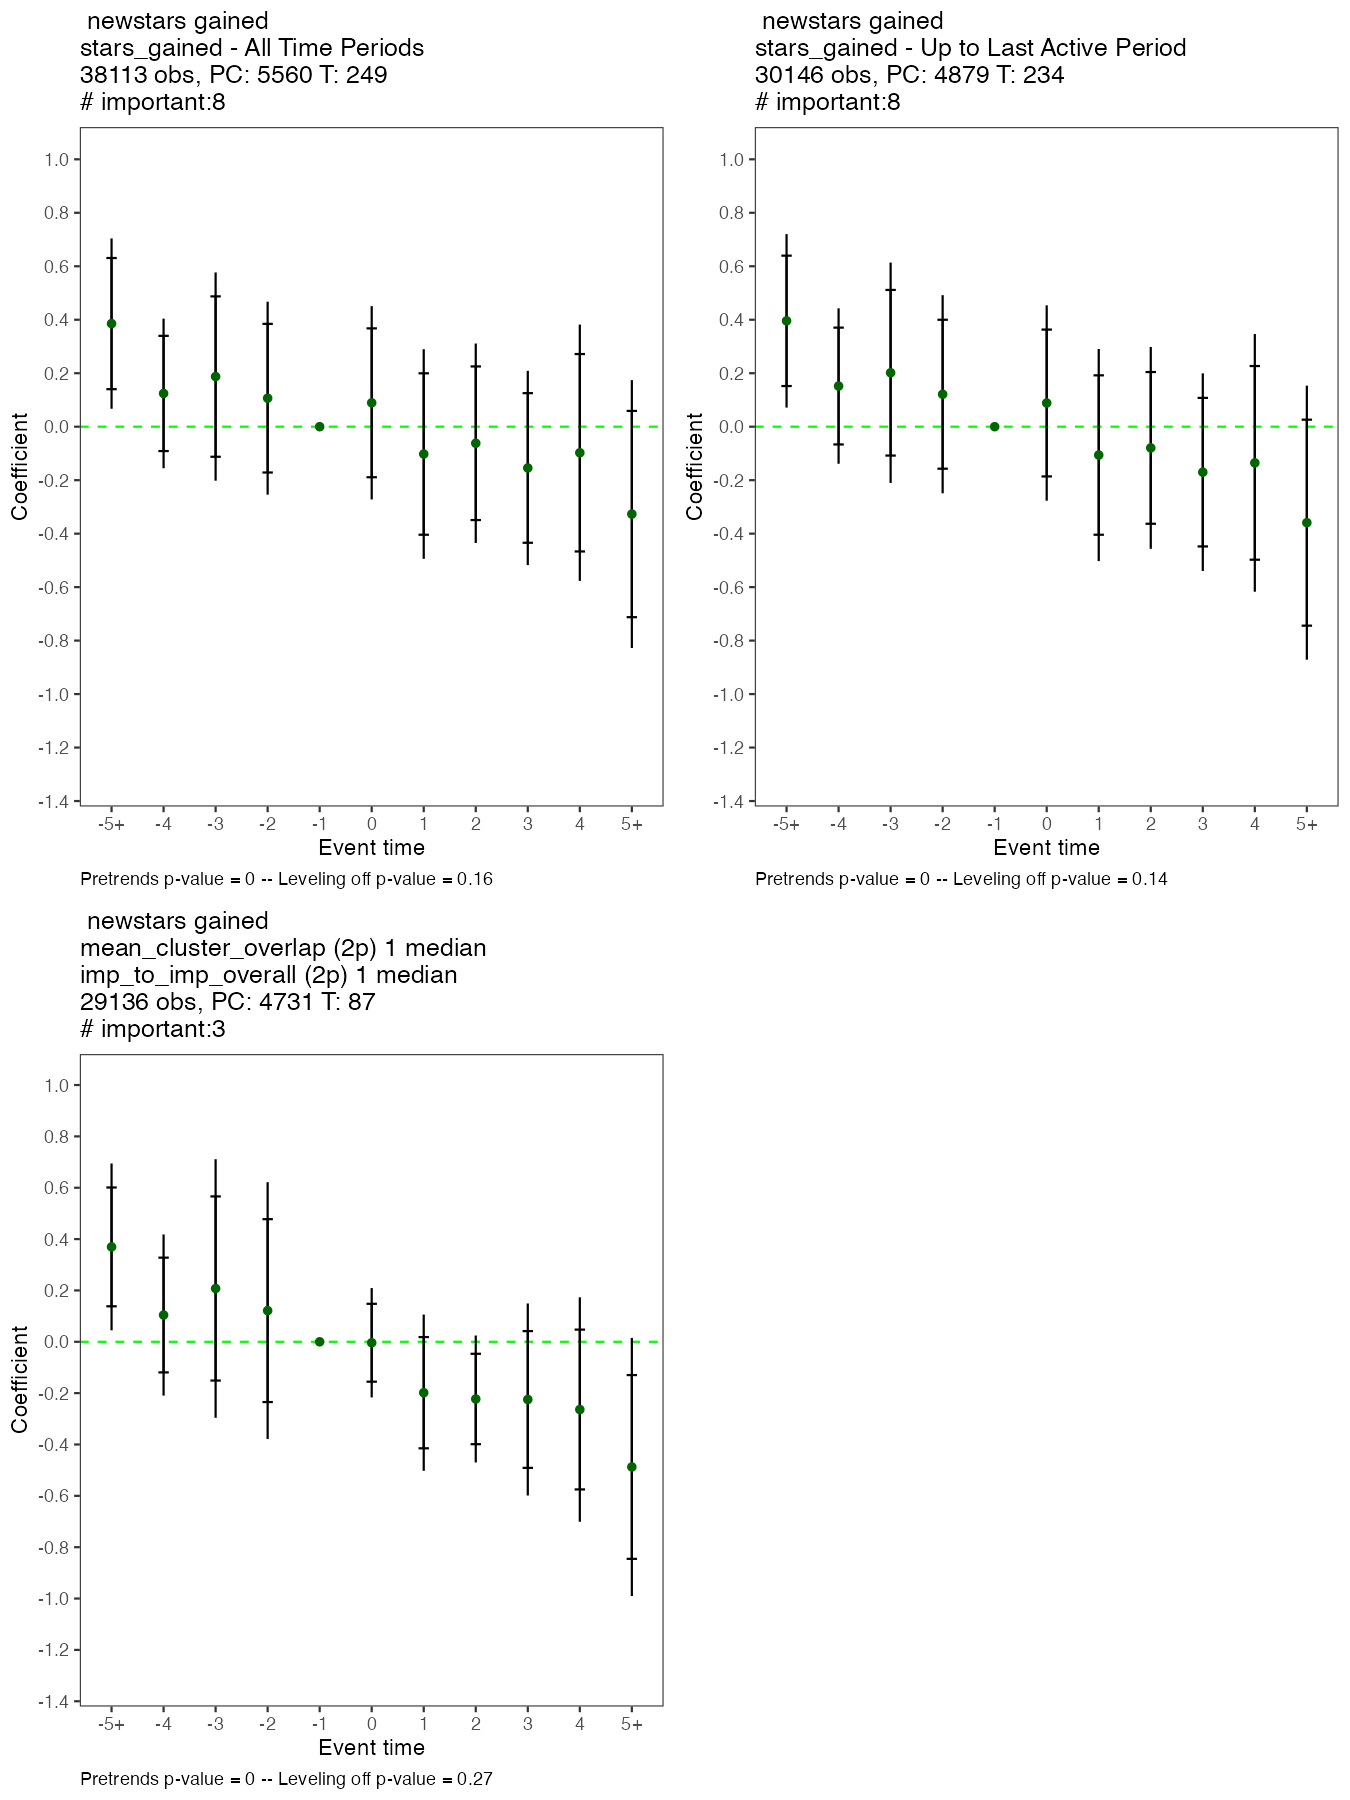 newstars gained
stars_gained - All Time Periods
38113 obs, PC: 5560 T: 249
# important:8
1.0
0.8
0.6
0.4
0.2
0.0
-0.2
-0.4
-0.6
-0.8
-1.0
-1.2
-1.4
Coefficient
-5+ -4 -3 -2 -1 0 1 2 3 4 5+
Event time
Pretrends p-value = 0 -- Leveling off p-value = 0.16
newstars gained
stars_gained - Up to Last Active Period
30146 obs, PC: 4879 T: 234
# important:8
1.0
0.8
0.6
0.4
0.2
0.0
-0.2
-0.4
-0.6
-0.8
-1.0
-1.2
-1.4
Coefficient
-5+ -4 -3 -2 -1 0 1 2 3 4 5+
Event time
Pretrends p-value = 0 -- Leveling off p-value = 0.14
newstars gained
mean_cluster_overlap (2p) 1 median
imp_to_imp_overall (2p) 1 median
29136 obs, PC: 4731 T: 87
# important:3
1.0
0.8
0.6
0.4
0.2
0.0
-0.2
-0.4
-0.6
-0.8
-1.0
-1.2
-1.4
Coefficient
-5+ -4 -3 -2 -1 0 1 2 3 4 5+
Event time
Pretrends p-value = 0 -- Leveling off p-value = 0.27